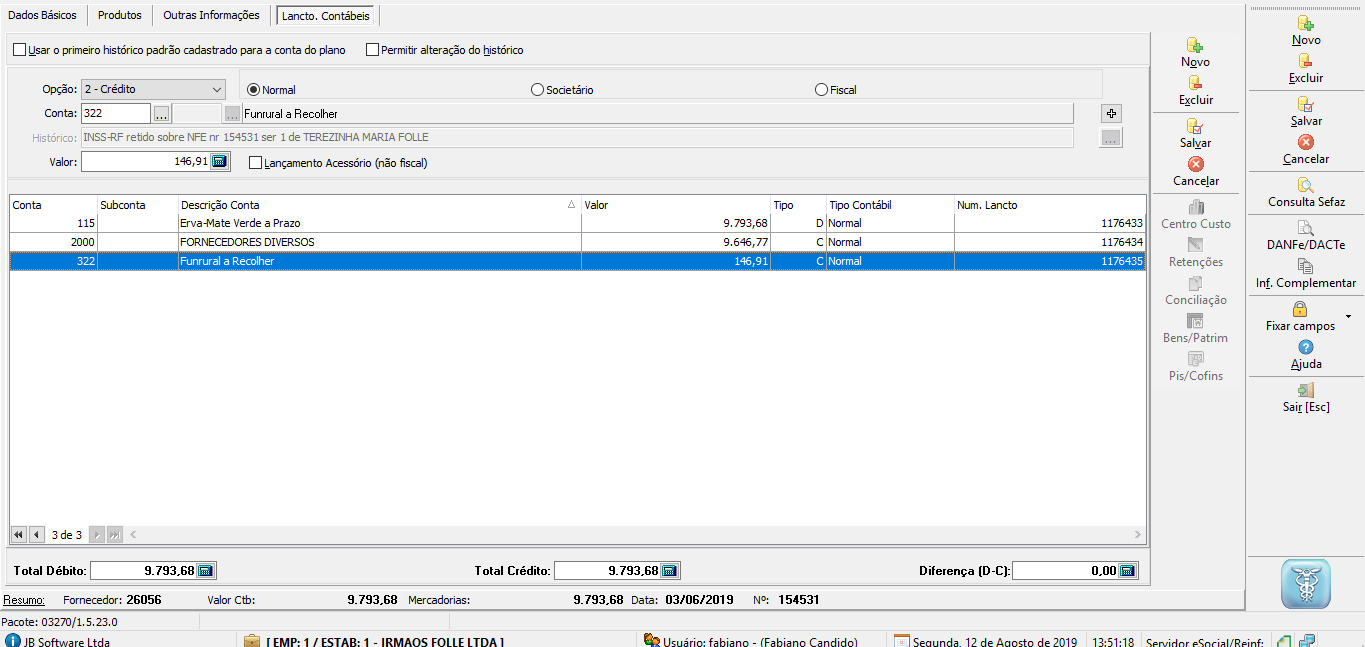 Dados Básicos Produtos Outras Informações Lancto. Contábeis
Usar o primeiro histórico padrão cadastrado para a conta do plano Permitir alteração do histórico
Opção: 2 - Crédito Normal Societário Fiscal
Conta: 322 ... ... Funrural a Recolher
Histórico: INSS-RF retido sobre NFE nr 154531 ser 1 de TEREZINHA MARIA FOLLE ...
Valor: 146,91 Lançamento Acessório (não fiscal)
Conta Subconta Descrição Conta Valor Tipo Tipo Contábil Num. Lancto
115 Erva-Mate Verde a Prazo 9.793,68 D Normal 1176433
2000 FORNECEDORES DIVERSOS 9.646,77 C Normal 1176434
322 Funrural a Recolher 146,91 C Normal 1176435
3 de 3
Total Débito: 9.793,68 Total Crédito: 9.793,68 Diferença (D-C): 0,00
Resumo: Fornecedor: 26056 Valor Ctb: 9.793,68 Mercadorias: 9.793,68 Data: 03/06/2019 Nº: 154531
Novo
Excluir
Salvar
Cancelar
Centro Custo
Retenções
Conciliação
Bens/Patrim
Pis/Cofins
Novo
Excluir
Salvar
Cancelar
Consulta Sefaz
DANFe/DACTe
Inf. Complementar
Fixar campos
Ajuda
Sair [Esc]
Pacote: 03270/1.5.23.0
JB Software Ltda [ EMP: 1 / ESTAB: 1 - IRMAOS FOLLE LTDA ] Usuário: fabiano - (Fabiano Candido) Segunda, 12 de Agosto de 2019 13:51:18 Servidor eSocial/Reinf: